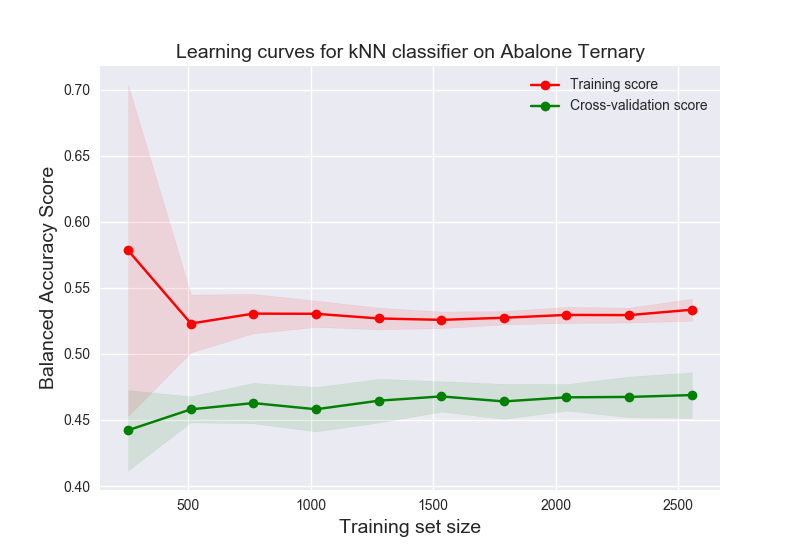 Learning curves for kNN classifier on Abalone Ternary
Training score
Cross-validation score
Balanced Accuracy Score
0.70
0.65
0.60
0.55
0.50
0.45
0.40
500 1000 1500 2000 2500
Training set size